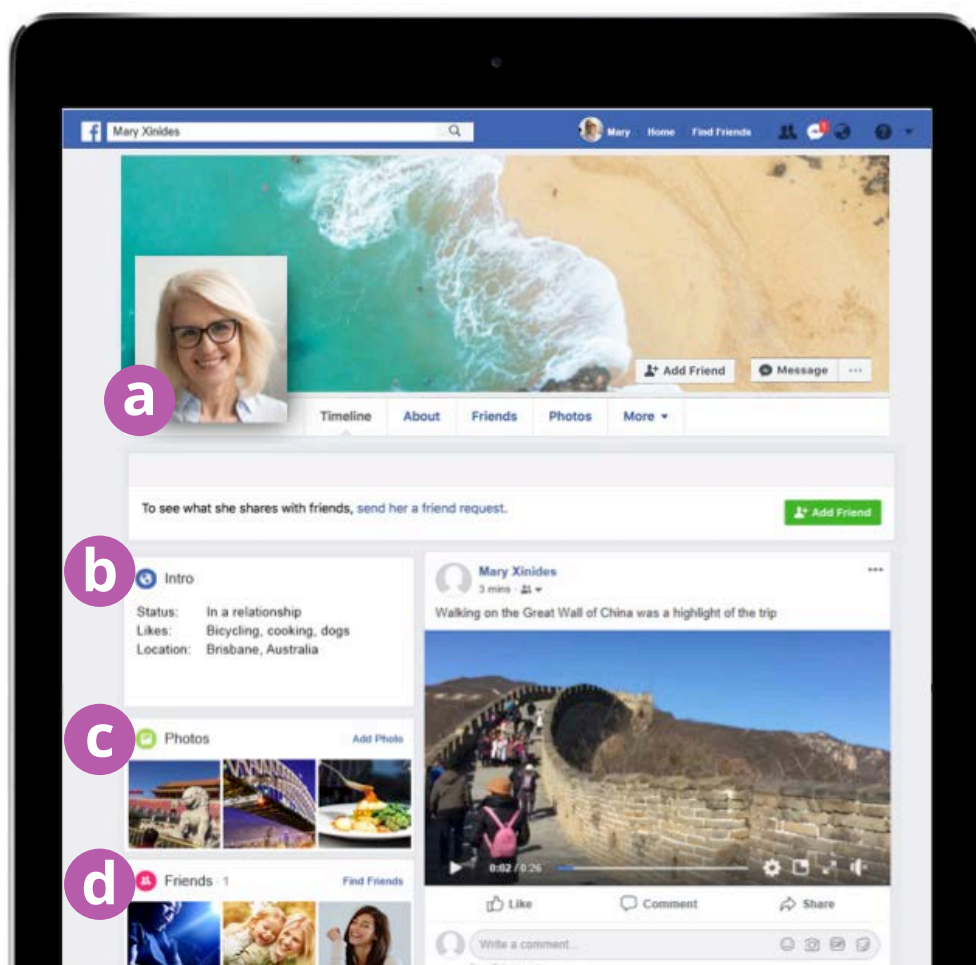 f
Mary Xinides
Mary Home Find Friends
1
Add Friend
Message
a
Timeline About Friends Photos More
To see what she shares with friends, send her a friend request.
Add Friend
b
Intro
Status: In a relationship
Likes: Bicycling, cooking, dogs
Location: Brisbane, Australia
c
Photos Add Photo
d
Friends · 1 Find Friends
Mary Xinides
3 mins
Walking on the Great Wall of China was a highlight of the trip
0:02 / 0:26
Like Comment Share
Write a comment...